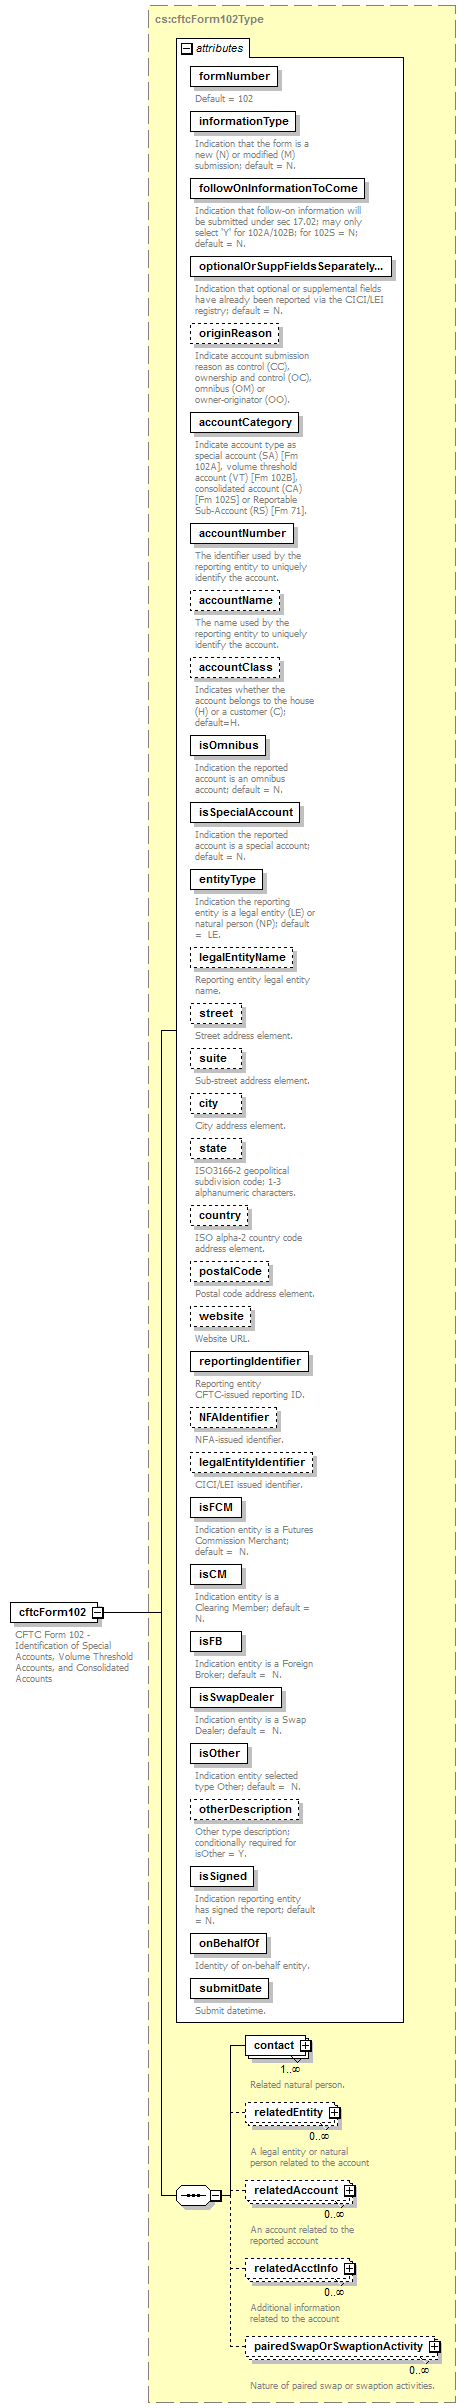 cs:cftcForm102Type
attributes
formNumber
Default = 102
informationType
Indication that the form is a
new (N) or modified (M)
submission; default = N.
followOnInformationToCome
Indication that follow-on information will
be submitted under sec 17.02; may only
select 'Y' for 102A/102B; for 102S = N;
default = N.
optionalOrSuppFieldsSeparately...
Indication that optional or supplemental fields
have already been reported via the CICI/LEI
registry; default = N.
originReason
Indicate account submission
reason as control (CC),
ownership and control (OC),
omnibus (OM) or
owner-originator (OO).
accountCategory
Indicate account type as
special account (SA) [Fm
102A], volume threshold
account (VT) [Fm 102B],
consolidated account (CA)
[Fm 102S] or Reportable
Sub-Account (RS) [Fm 71].
accountNumber
The identifier used by the
reporting entity to uniquely
identify the account.
accountName
The name used by the
reporting entity to uniquely
identify the account.
accountClass
Indicates whether the
account belongs to the house
(H) or a customer (C);
default=H.
isOmnibus
Indication the reported
account is an omnibus
account; default = N.
isSpecialAccount
Indication the reported
account is a special account;
default = N.
entityType
Indication the reporting
entity is a legal entity (LE) or
natural person (NP); default
= LE.
legalEntityName
Reporting entity legal entity
name.
street
Street address element.
suite
Sub-street address element.
city
City address element.
state
ISO3166-2 geopolitical
subdivision code; 1-3
alphanumeric characters.
country
ISO alpha-2 country code
address element.
postalCode
Postal code address element.
website
Website URL.
reportingIdentifier
Reporting entity
CFTC-issued reporting ID.
NFAIdentifier
NFA-issued identifier.
legalEntityIdentifier
CICI/LEI issued identifier.
isFCM
Indication entity is a Futures
Commission Merchant;
default = N.
isCM
Indication entity is a
Clearing Member; default =
N.
isFB
Indication entity is a Foreign
Broker; default = N.
isSwapDealer
Indication entity is a Swap
Dealer; default = N.
isOther
Indication entity selected
type Other; default = N.
otherDescription
Other type description;
conditionally required for
isOther = Y.
isSigned
Indication reporting entity
has signed the report; default
= N.
onBehalfOf
Identity of on-behalf entity.
submitDate
Submit datetime.
cftcForm102
CFTC Form 102 -
Identification of Special
Accounts, Volume Threshold
Accounts, and Consolidated
Accounts
contact
1..∞
Related natural person.
relatedEntity
0..∞
A legal entity or natural
person related to the account
relatedAccount
0..∞
An account related to the
reported account
relatedAcctInfo
0..∞
Additional information
related to the account
pairedSwapOrSwaptionActivity
0..∞
Nature of paired swap or swaption activities.